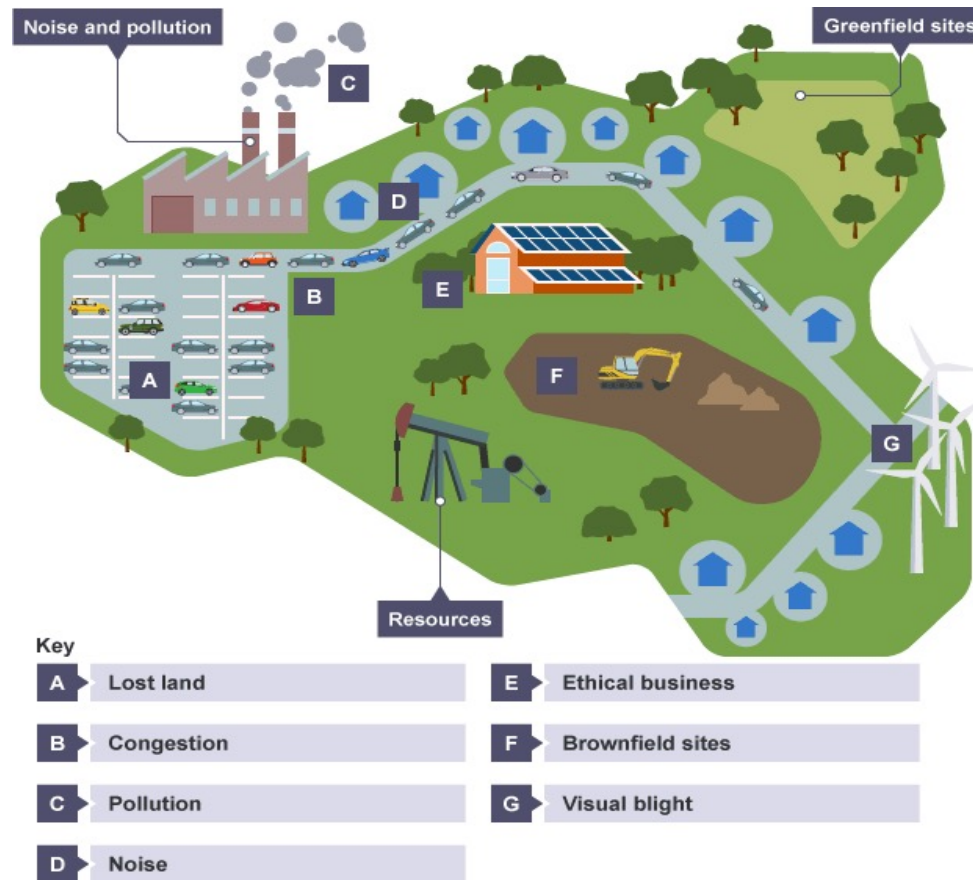 Noise and pollution
Greenfield sites
C
D
E
B
A
F
G
Resources
Key
A Lost land
E Ethical business
B Congestion
F Brownfield sites
C Pollution
G Visual blight
D Noise